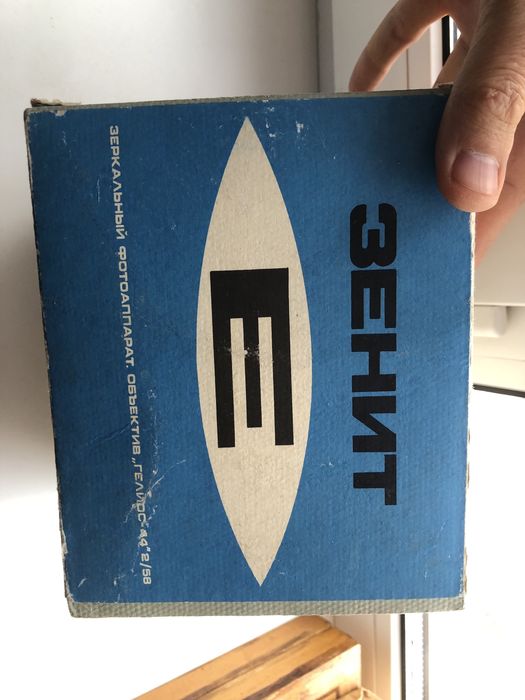 ЗЕНИТ
Е
ЗЕРКАЛЬНЫЙ ФОТОАППАРАТ. ОБЪЕКТИВ „ГЕЛИОС-44" 2/58